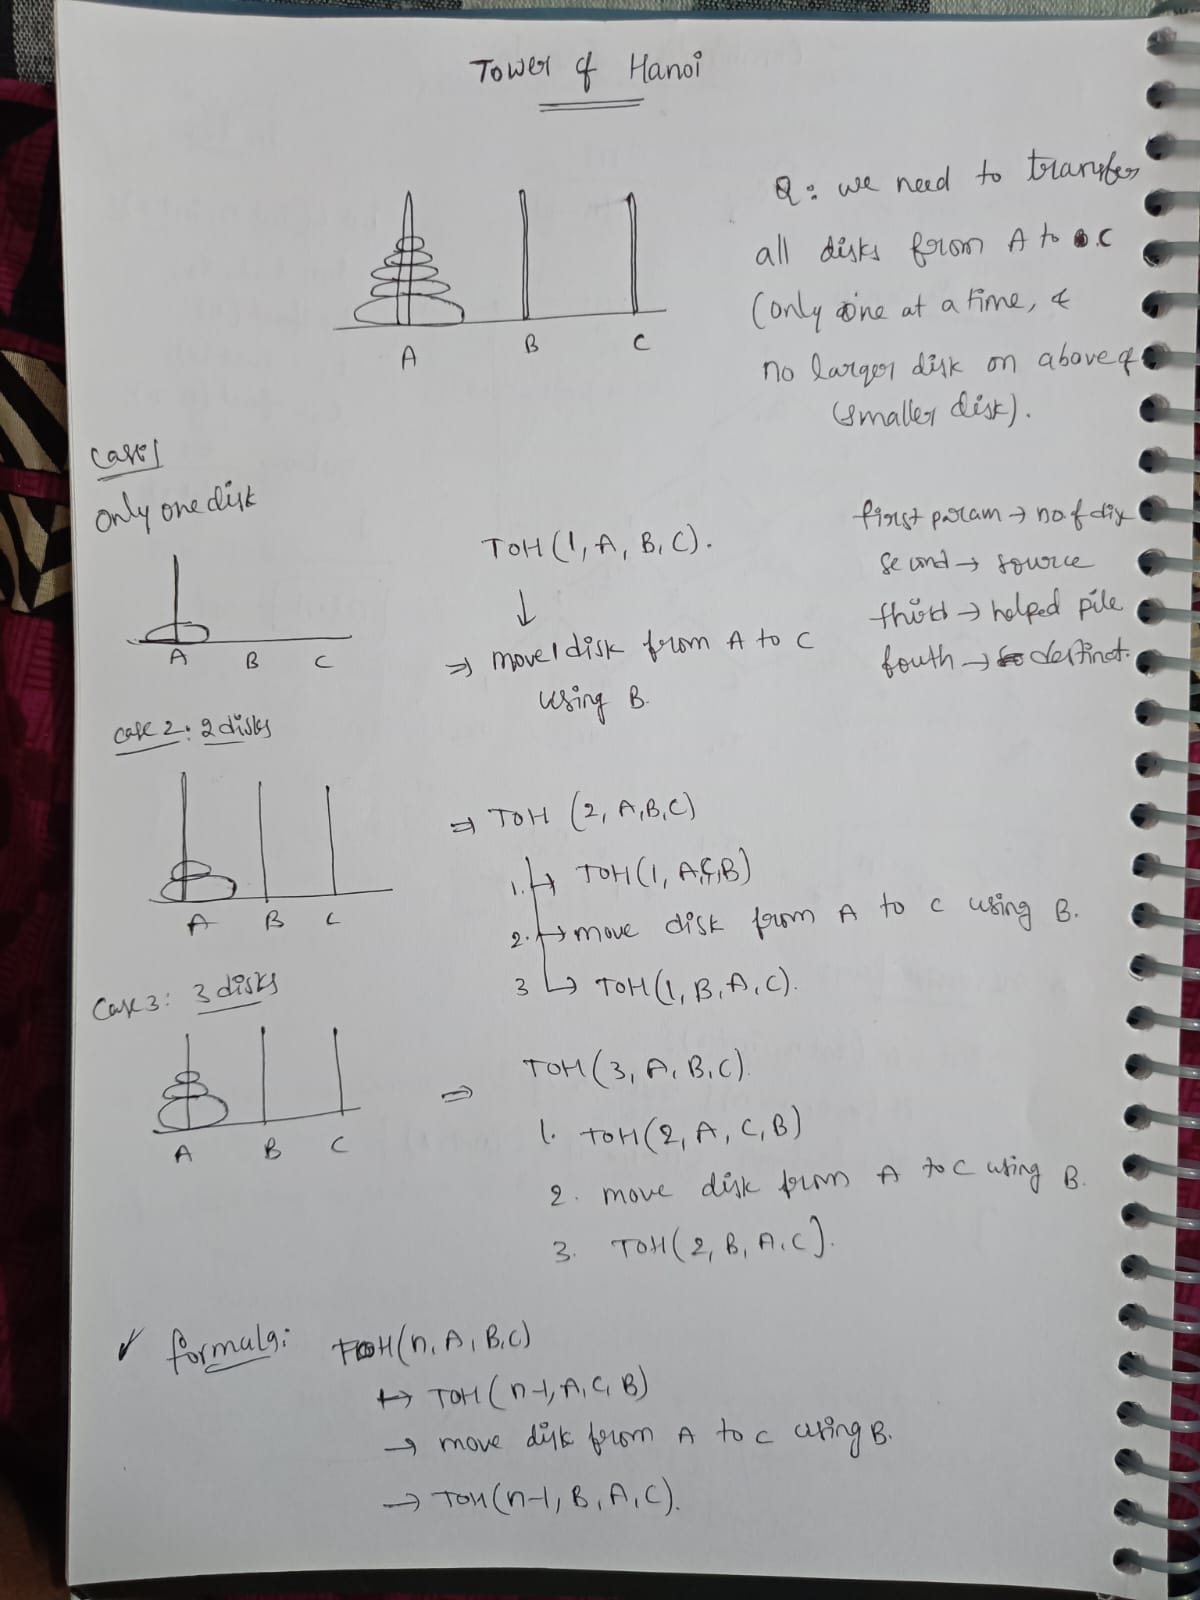 Tower of Hanoi
Q: we need to transfer
all disks from A to C
(only one at a time, &
no larger disk on above of
smaller disk).
A B C
Case 1
only one disk
A B C
TOH (1, A, B, C).
↓
⇒ move 1 disk from A to C
using B.
first param → no of dis
second → source
third → helped pile
fouth → destinat.
case 2: 2 disks
A B C
⇒ TOH (2, A, B, C)
1. → TOH (1, A, C, B)
2. → move disk from A to C using B.
3 → TOH (1, B, A, C).
Case 3: 3 disks
A B C
⇒ TOH (3, A, B, C).
1. TOH (2, A, C, B)
2. move disk from A to C using B.
3. TOH (2, B, A, C).
✓ formula: TOH (n, A, B, C)
→ TOH (n-1, A, C, B)
→ move disk from A to C using B.
→ TOH (n-1, B, A, C).